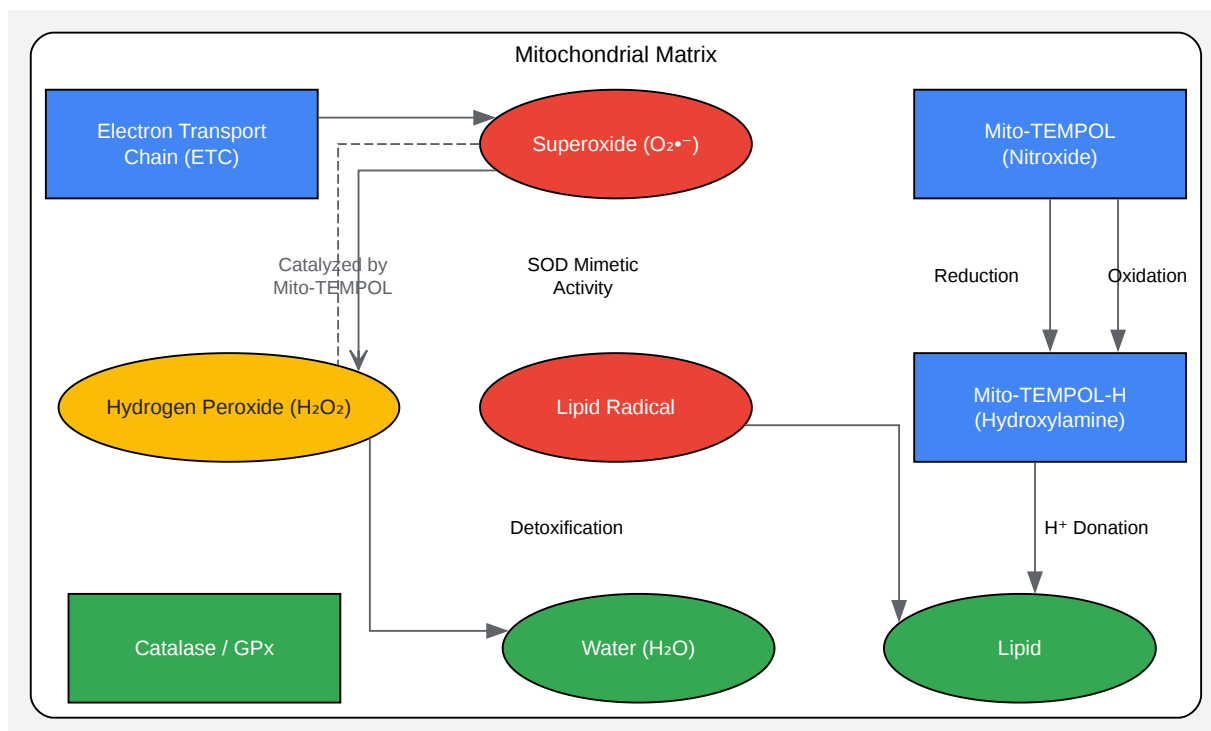 Mitochondrial Matrix
Electron Transport
Chain (ETC)
Superoxide (O₂•⁻)
Mito-TEMPOL
(Nitroxide)
Catalyzed by
Mito-TEMPOL
SOD Mimetic
Activity
Reduction
Oxidation
Hydrogen Peroxide (H₂O₂)
Lipid Radical
Mito-TEMPOL-H
(Hydroxylamine)
Detoxification
H⁺ Donation
Catalase / GPx
Water (H₂O)
Lipid